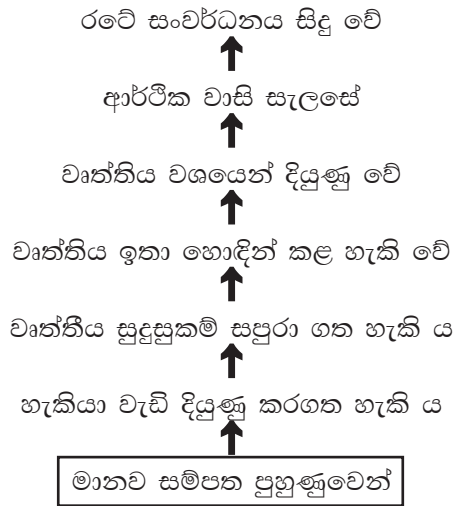 රටේ සංවර්ධනය සිදු වේ
ආර්ථික වාසි සැලසේ
වෘත්තිය වශයෙන් දියුණු වේ
වෘත්තිය ඉතා හොඳින් කළ හැකි වේ
වෘත්තීය සුදුසුකම් සපුරා ගත හැකි ය
හැකියා වැඩි දියුණු කරගත හැකි ය
මානව සම්පත පුහුණුවෙන්